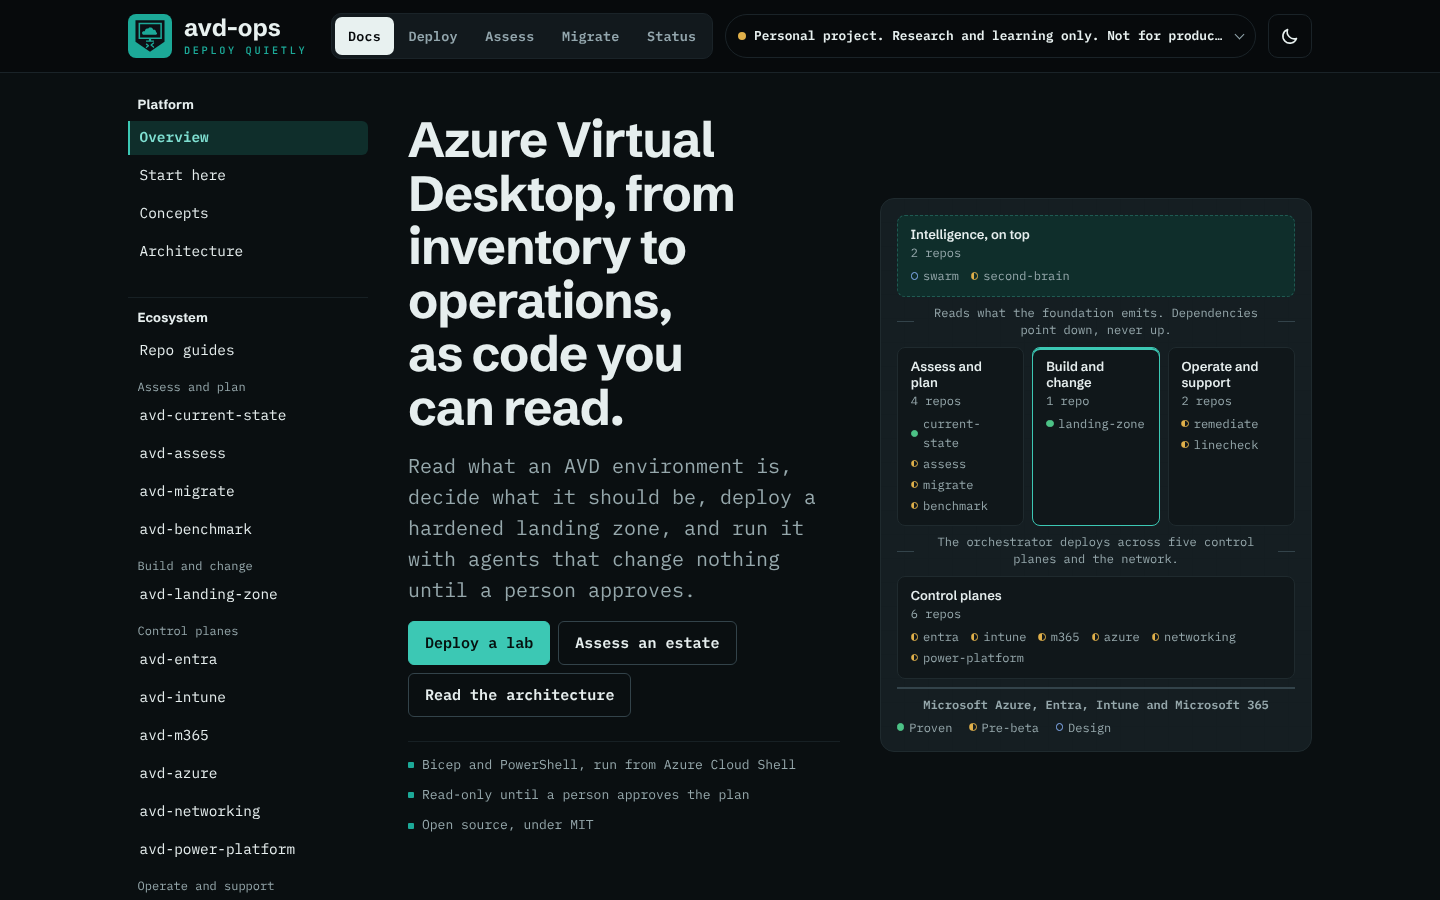 avd-ops
DEPLOY QUIETLY
Docs
Deploy
Assess
Migrate
Status
Personal project. Research and learning only. Not for produc…
Platform
Overview
Start here
Concepts
Architecture
Ecosystem
Repo guides
Assess and plan
avd-current-state
avd-assess
avd-migrate
avd-benchmark
Build and change
avd-landing-zone
Control planes
avd-entra
avd-intune
avd-m365
avd-azure
avd-networking
avd-power-platform
Operate and support
Azure Virtual
Desktop, from
inventory to
operations,
as code you
can read.
Read what an AVD environment is,
decide what it should be, deploy a
hardened landing zone, and run it
with agents that change nothing
until a person approves.
Deploy a lab
Assess an estate
Read the architecture
Bicep and PowerShell, run from Azure Cloud Shell
Read-only until a person approves the plan
Open source, under MIT
Intelligence, on top
2 repos
swarm second-brain
Reads what the foundation emits. Dependencies
point down, never up.
Assess and
plan
4 repos
current-
state
assess
migrate
benchmark
Build and
change
1 repo
landing-zone
Operate and
support
2 repos
remediate
linecheck
The orchestrator deploys across five control
planes and the network.
Control planes
6 repos
entra intune m365 azure networking
power-platform
Microsoft Azure, Entra, Intune and Microsoft 365
Proven Pre-beta Design